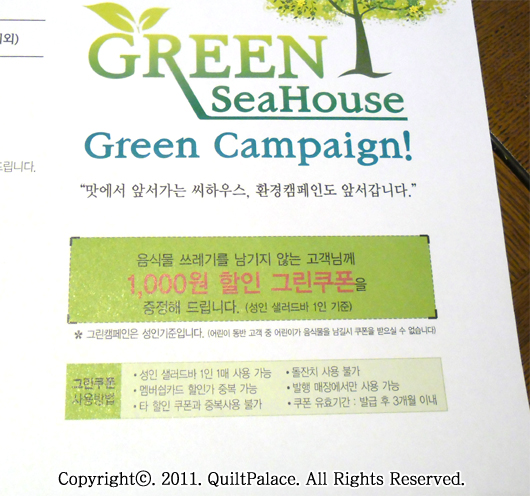 외)
드립니다.
GREEN
SeaHouse
Green Campaign!
“맛에서 앞서가는 씨하우스, 환경캠페인도 앞서갑니다.”
음식물 쓰레기를 남기지 않는 고객님께
1,000원 할인 그린쿠폰을
증정해 드립니다. (성인 샐러드바 1인 기준)
* 그린캠페인은 성인기준입니다. (어린이 동반 고객 중 어린이가 음식물을 남길시 쿠폰을 받으실 수 없습니다)
그린쿠폰
사용방법
• 성인 샐러드바 1인 1매 사용 가능
• 멤버쉽카드 할인가 중복 가능
• 타 할인 쿠폰과 중복사용 불가
• 돌잔치 사용 불가
• 발행 매장에서만 사용 가능
• 쿠폰 유효기간 : 발급 후 3개월 이내
Copyrightⓒ. 2011. QuiltPalace. All Rights Reserved.